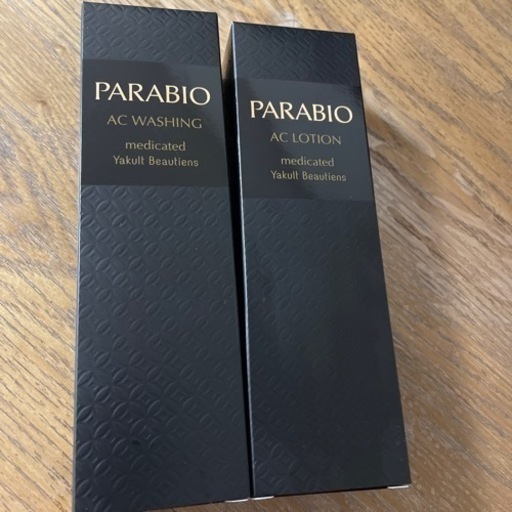 PARABIO
AC WASHING
medicated
Yakult Beautiens
PARABIO
AC LOTION
medicated
Yakult Beautiens